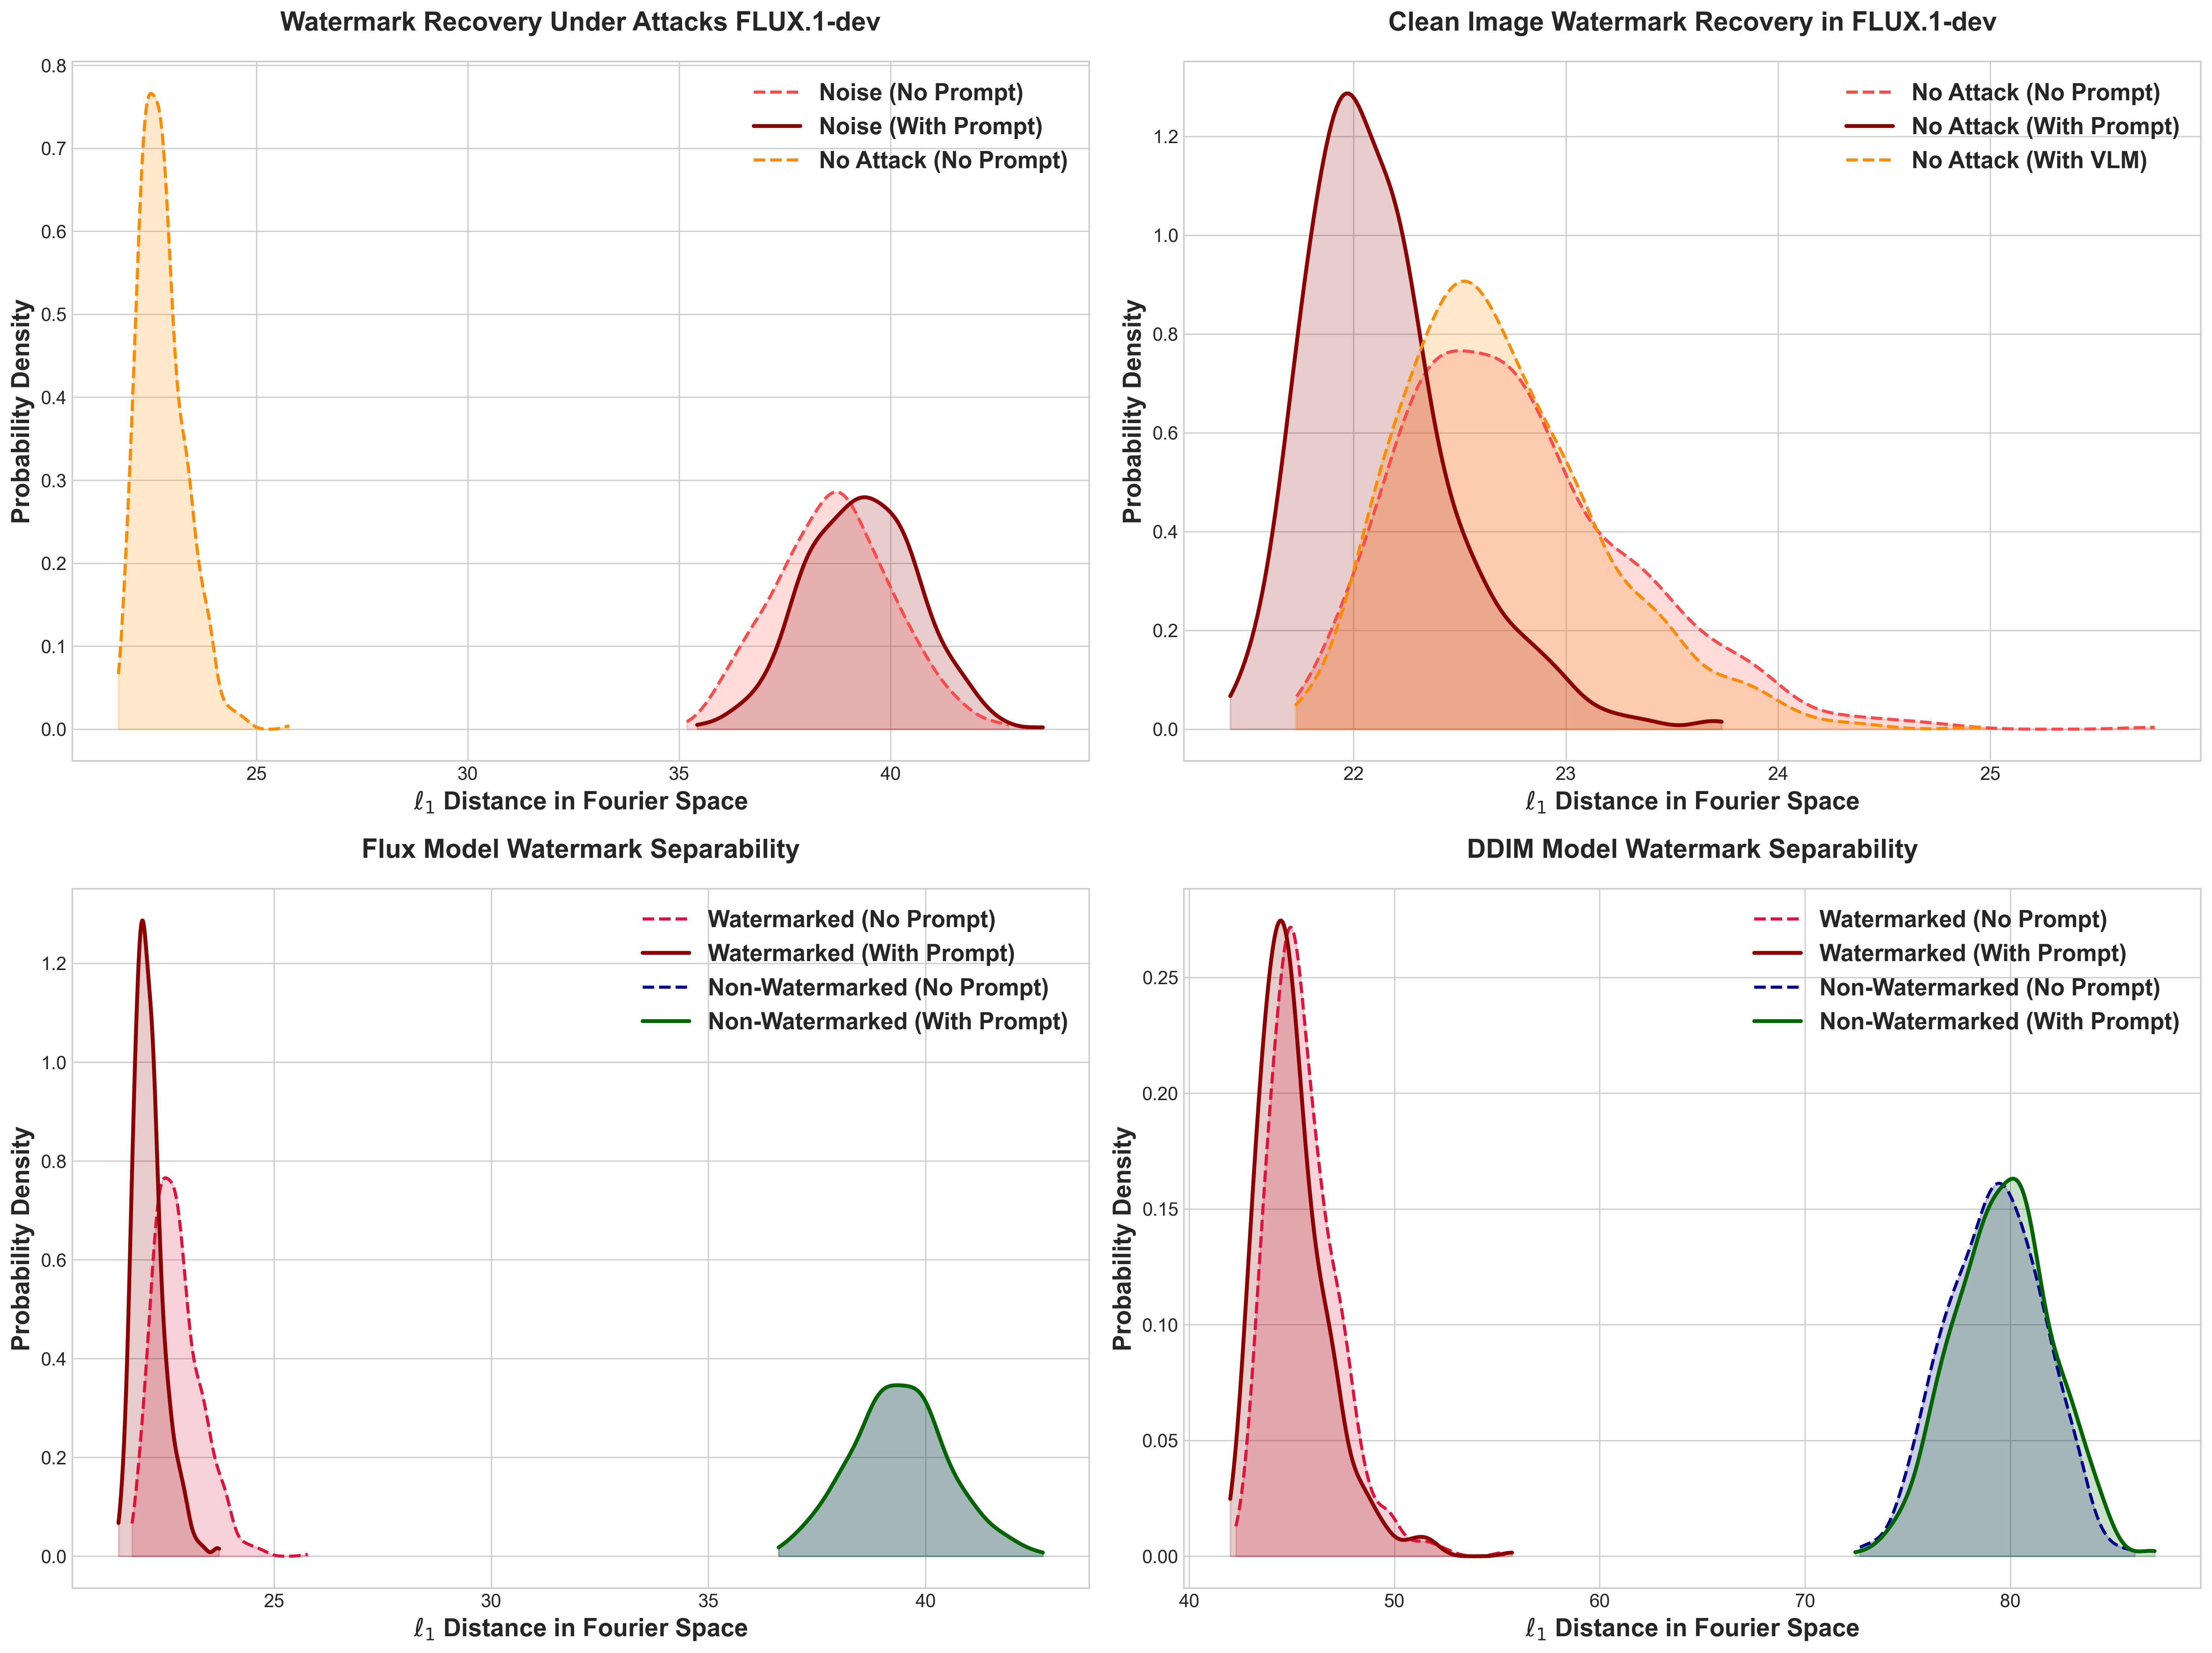 Watermark Recovery Under Attacks FLUX.1-dev
Probability Density
0.8
0.7
0.6
0.5
0.4
0.3
0.2
0.1
0.0
Noise (No Prompt)
Noise (With Prompt)
No Attack (No Prompt)
25 30 35 40
ℓ1 Distance in Fourier Space
Clean Image Watermark Recovery in FLUX.1-dev
Probability Density
1.2
1.0
0.8
0.6
0.4
0.2
0.0
No Attack (No Prompt)
No Attack (With Prompt)
No Attack (With VLM)
22 23 24 25
ℓ1 Distance in Fourier Space
Flux Model Watermark Separability
Probability Density
1.2
1.0
0.8
0.6
0.4
0.2
0.0
Watermarked (No Prompt)
Watermarked (With Prompt)
Non-Watermarked (No Prompt)
Non-Watermarked (With Prompt)
25 30 35 40
ℓ1 Distance in Fourier Space
DDIM Model Watermark Separability
Probability Density
0.25
0.20
0.15
0.10
0.05
0.00
Watermarked (No Prompt)
Watermarked (With Prompt)
Non-Watermarked (No Prompt)
Non-Watermarked (With Prompt)
40 50 60 70 80
ℓ1 Distance in Fourier Space